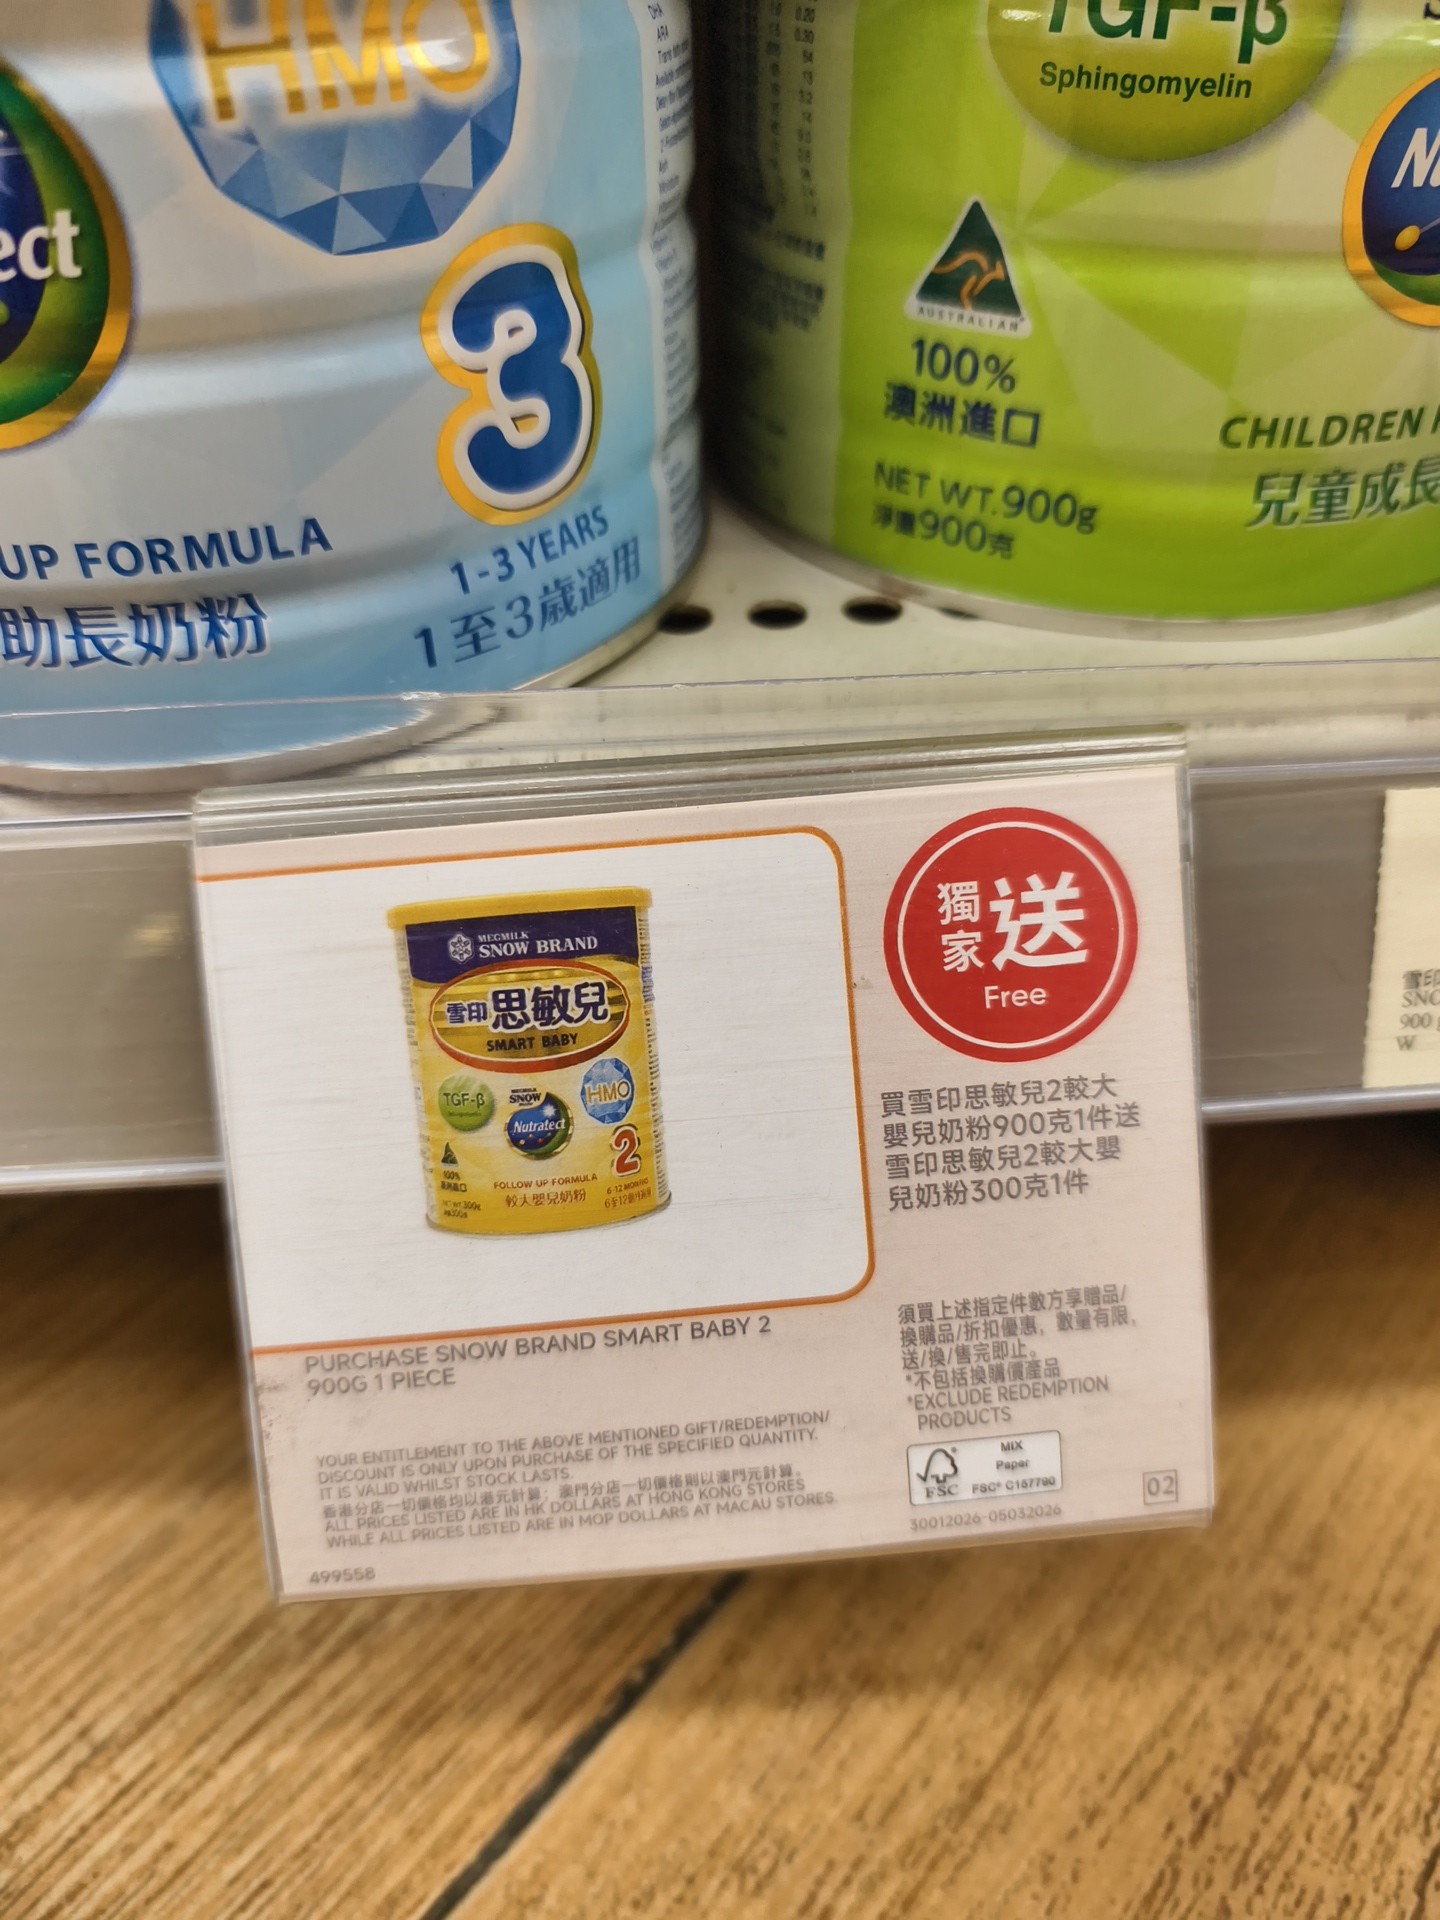 HMO
ect
3
UP FORMULA
助長奶粉
1-3 YEARS
1至3歲適用
TGF-β
Sphingomyelin
AUSTRALIAN
100%
澳洲進口
NET WT. 900g
淨重900克
CHILDREN
兒童成長
MEGMILK
SNOW BRAND
雪印思敏兒
SMART BABY
TGF-β
SNOW
Nutratect
HMO
2
100%
FOLLOW UP FORMULA
較大嬰兒奶粉
6-12 MONTHS
獨家送
Free
買雪印思敏兒2較大
嬰兒奶粉900克1件送
雪印思敏兒2較大嬰
兒奶粉300克1件
須買上述指定件數方享贈品/
換購品/折扣優惠，數量有限，
送/換/售完即止。
*不包括換購價產品
*EXCLUDE REDEMPTION
PRODUCTS
PURCHASE SNOW BRAND SMART BABY 2
900G 1 PIECE
YOUR ENTITLEMENT TO THE ABOVE MENTIONED GIFT/REDEMPTION/
DISCOUNT IS ONLY UPON PURCHASE OF THE SPECIFIED QUANTITY.
IT IS VALID WHILST STOCK LASTS.
香港分店一切價格均以港元計算；澳門分店一切價格則以澳門元計算。
ALL PRICES LISTED ARE IN HK DOLLARS AT HONG KONG STORES
WHILE ALL PRICES LISTED ARE IN MOP DOLLARS AT MACAU STORES.
499558
FSC
MIX
Paper
FSC® C157790
02
30012026-05032026
雪印
SNO
900 g
W